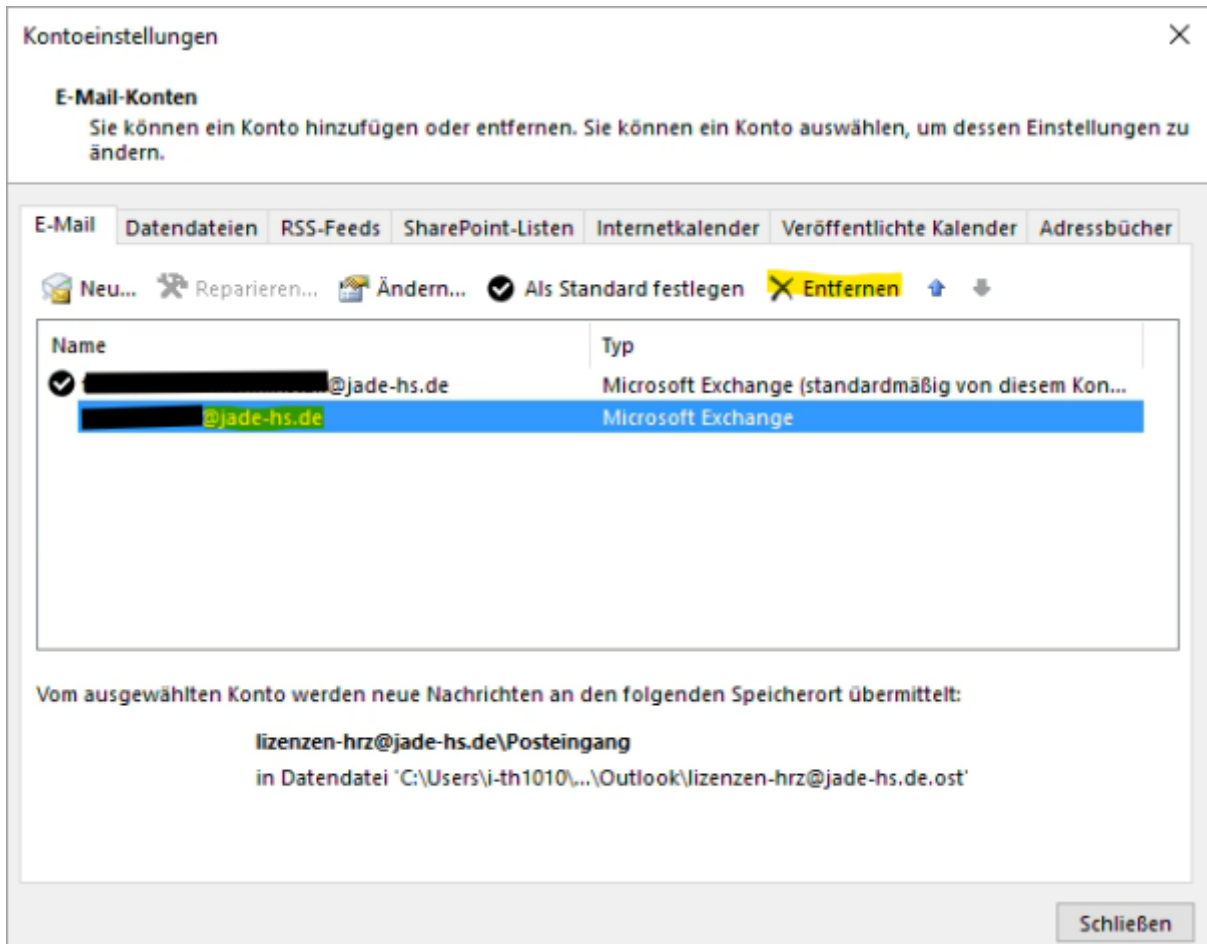 Kontoeinstellungen
E-Mail-Konten
Sie können ein Konto hinzufügen oder entfernen. Sie können ein Konto auswählen, um dessen Einstellungen zu
ändern.
E-Mail Datendateien RSS-Feeds SharePoint-Listen Internetkalender Veröffentlichte Kalender Adressbücher
Neu... Reparieren... Ändern... Als Standard festlegen Entfernen
Name Typ
@jade-hs.de Microsoft Exchange (standardmäßig von diesem Kon...
@jade-hs.de Microsoft Exchange
Vom ausgewählten Konto werden neue Nachrichten an den folgenden Speicherort übermittelt:
lizenzen-hrz@jade-hs.de\Posteingang
in Datendatei 'C:\Users\i-th1010\...\Outlook\lizenzen-hrz@jade-hs.de.ost'
Schließen